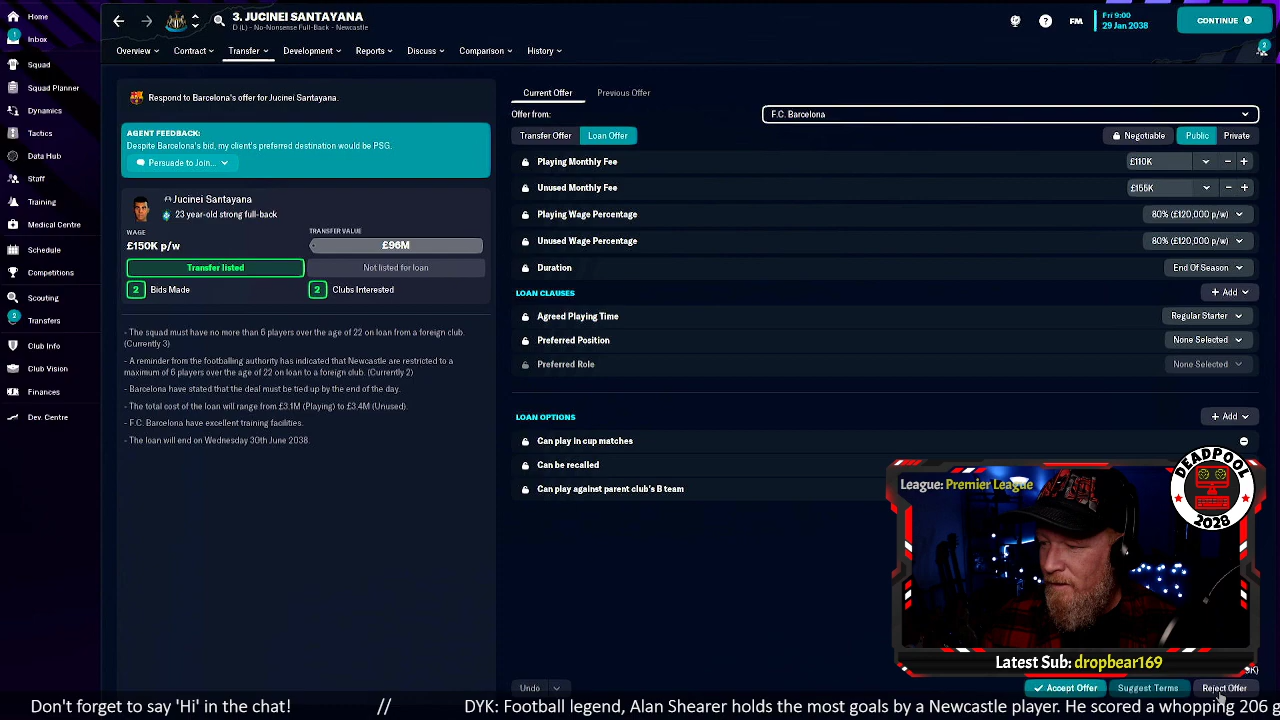 3. JUCINEI SANTAYANA
D (L) - No-Nonsense Full-Back - Newcastle
FM
Fri 9:00
29 Jan 2038
CONTINUE
2
Home
1
Inbox
Squad
Squad Planner
Dynamics
Tactics
Data Hub
Staff
Training
Medical Centre
Schedule
Competitions
Scouting
2
Transfers
Club Info
Club Vision
Finances
Dev. Centre
Overview
Contract
Transfer
Development
Reports
Discuss
Comparison
History
Respond to Barcelona's offer for Jucinei Santayana.
AGENT FEEDBACK:
Despite Barcelona's bid, my client's preferred destination would be PSG.
Persuade to Join...
Jucinei Santayana
23 year-old strong full-back
WAGE
£150K p/w
TRANSFER VALUE
£96M
Transfer listed
Not listed for loan
2 Bids Made
2 Clubs Interested
- The squad must have no more than 6 players over the age of 22 on loan from a foreign club.
(Currently 3)
- A reminder from the footballing authority has indicated that Newcastle are restricted to a
maximum of 6 players over the age of 22 on loan to a foreign club. (Currently 2)
- Barcelona have stated that the deal must be tied up by the end of the day..
- The total cost of the loan will range from £3.1M (Playing) to £3.4M (Unused).
- F.C. Barcelona have excellent training facilities.
- The loan will end on Wednesday 30th June 2038.
Current Offer
Previous Offer
Offer from:
F.C. Barcelona
Transfer Offer
Loan Offer
Negotiable
Public
Private
Playing Monthly Fee
£110K
Unused Monthly Fee
£155K
Playing Wage Percentage
80% (£120,000 p/w)
Unused Wage Percentage
80% (£120,000 p/w)
Duration
End Of Season
LOAN CLAUSES
+ Add
Agreed Playing Time
Regular Starter
Preferred Position
None Selected
Preferred Role
None Selected
LOAN OPTIONS
+ Add
Can play in cup matches
Can be recalled
Can play against parent club's B team
League: Premier League
DEADPOOL
2028
Latest Sub: dropbear169
Undo
Accept Offer
Suggest Terms
Reject Offer
Don't forget to say 'Hi' in the chat! // DYK: Football legend, Alan Shearer holds the most goals by a Newcastle player. He scored a whopping 206 g